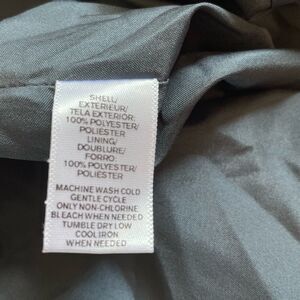 SHELL/
EXTERIEUR/
TELA EXTERIOR/
100% POLYESTER/
POLIESTER
LINING/
DOUBLURE/
FORRO:
100% POLYESTER/
POLIÉSTER
MACHINE WASH COLD
GENTLE CYCLE
ONLY NON-CHLORINE
BLEACH WHEN NEEDED
TUMBLE DRY LOW
COOL IRON
WHEN NEEDED